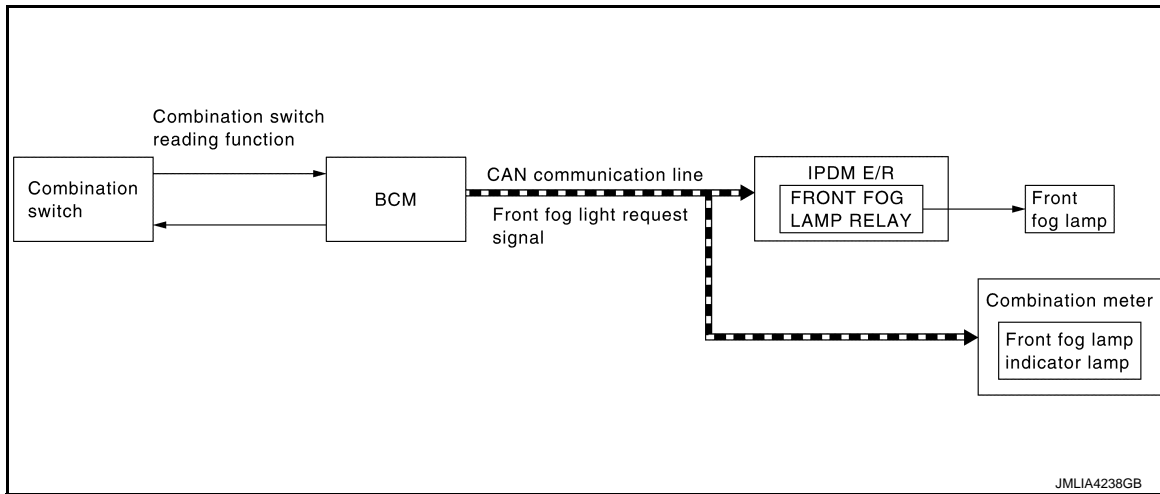 Combination switch
reading function
Combination
switch
BCM
CAN communication line
Front fog light request
signal
IPDM E/R
FRONT FOG
LAMP RELAY
Front
fog lamp
Combination meter
Front fog lamp
indicator lamp
JMLIA4238GB